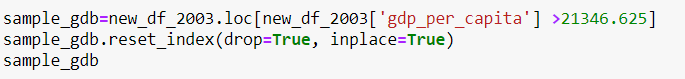 sample_gdb=new_df_2003.loc[new_df_2003['gdp_per_capita'] >21346.625]
sample_gdb.reset_index(drop=True, inplace=True)
sample_gdb